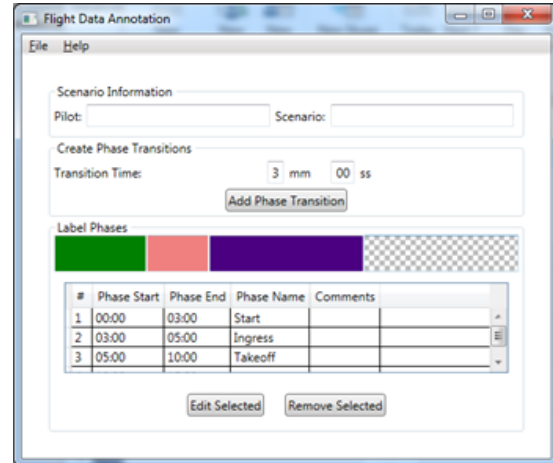 Flight Data Annotation
File Help
Scenario Information
Pilot: Scenario:
Create Phase Transitions
Transition Time: 3 mm 00 ss
Add Phase Transition
Label Phases
# Phase Start Phase End Phase Name Comments
1 00:00 03:00 Start
2 03:00 05:00 Ingress
3 05:00 10:00 Takeoff
Edit Selected Remove Selected